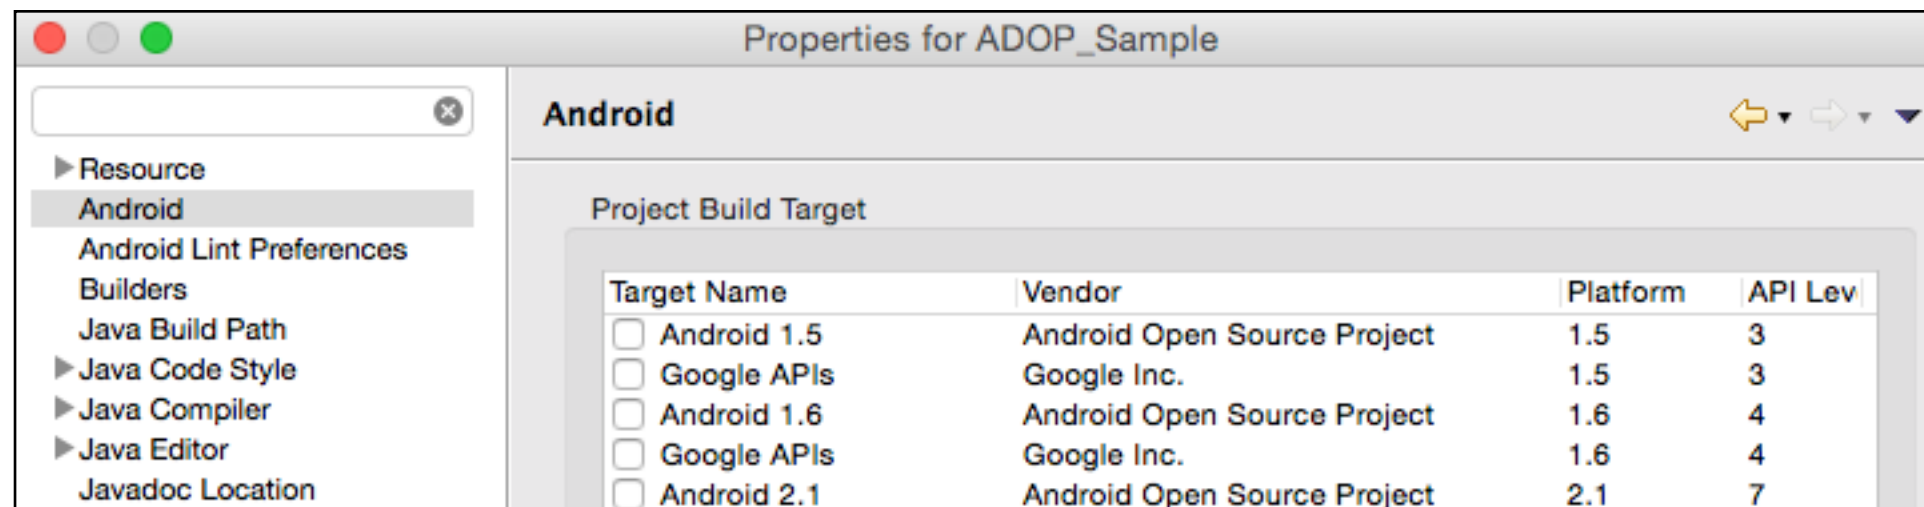 Properties for ADOP_Sample
Android
Resource
Android
Android Lint Preferences
Builders
Java Build Path
Java Code Style
Java Compiler
Java Editor
Javadoc Location
Project Build Target
Target Name Vendor Platform API Lev
Android 1.5 Android Open Source Project 1.5 3
Google APIs Google Inc. 1.5 3
Android 1.6 Android Open Source Project 1.6 4
Google APIs Google Inc. 1.6 4
Android 2.1 Android Open Source Project 2.1 7